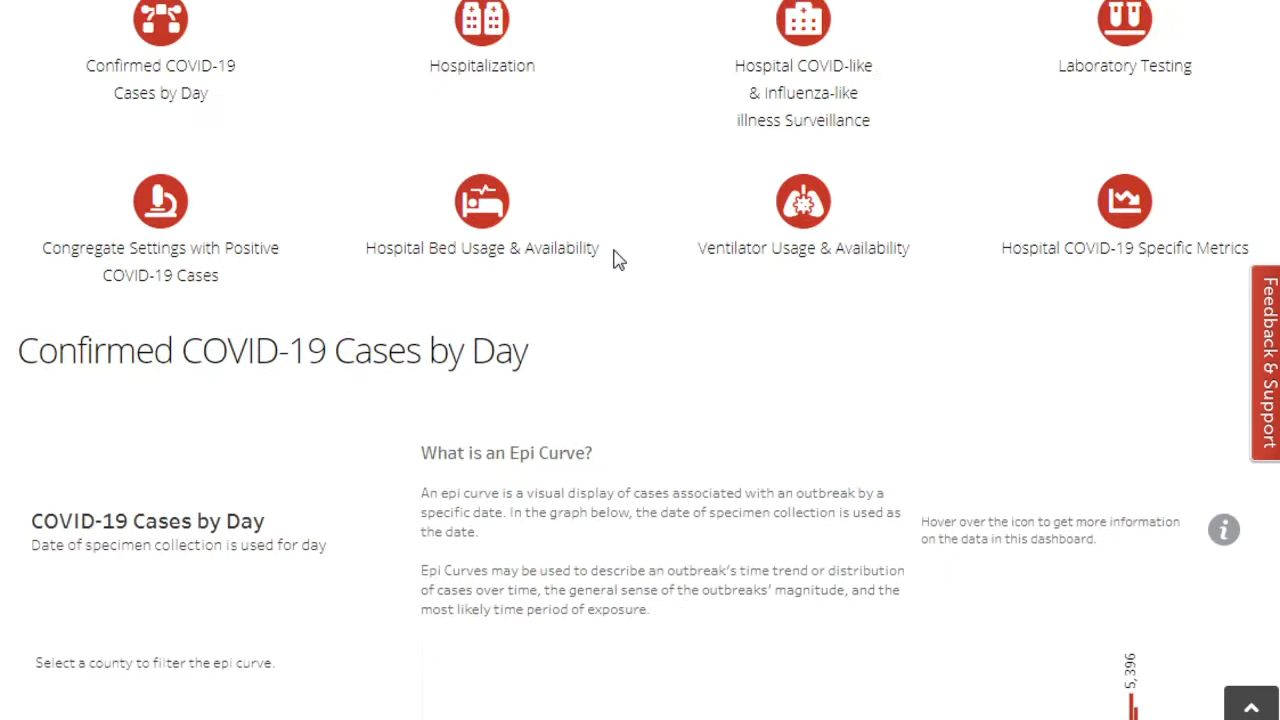 Confirmed COVID-19
Cases by Day
Hospitalization
Hospital COVID-like
& Influenza-like
illness Surveillance
Laboratory Testing
Congregate Settings with Positive
COVID-19 Cases
Hospital Bed Usage & Availability
Ventilator Usage & Availability
Hospital COVID-19 Specific Metrics
Feedback & Support
Confirmed COVID-19 Cases by Day
COVID-19 Cases by Day
Date of specimen collection is used for day
What is an Epi Curve?
An epi curve is a visual display of cases associated with an outbreak by a
specific date. In the graph below, the date of specimen collection is used as
the date.
Epi Curves may be used to describe an outbreak's time trend or distribution
of cases over time, the general sense of the outbreaks' magnitude, and the
most likely time period of exposure.
Hover over the icon to get more information
on the data in this dashboard.
Select a county to filter the epi curve.
5,396